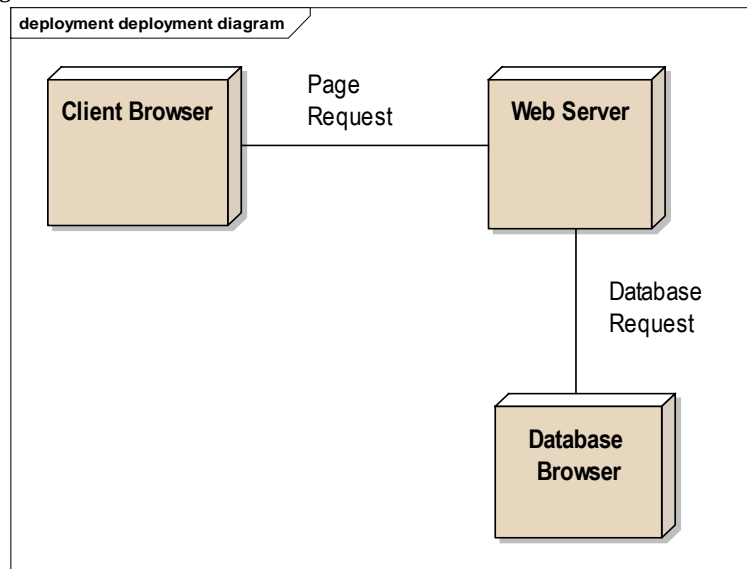 deployment deployment diagram
Client Browser
Page
Request
Web Server
Database
Request
Database
Browser